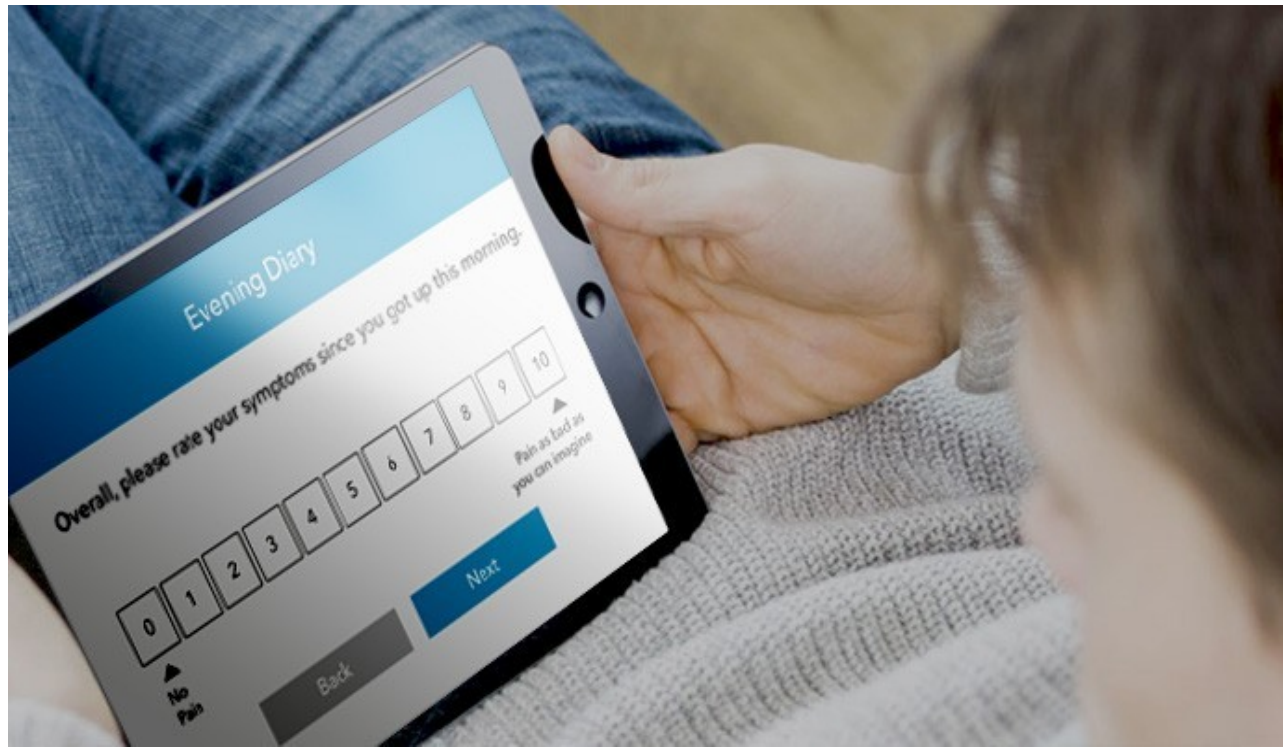 Evening Diary
Overall, please rate your symptoms since you got up this morning.
0 1 2 3 4 5 6 7 8 9 10
No
Pain
Pain as bad as
you can imagine
Back
Next